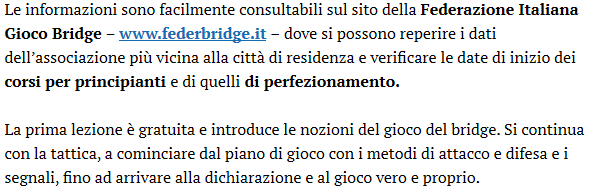 Le informazioni sono facilmente consultabili sul sito della Federazione Italiana
Gioco Bridge – www.federbridge.it – dove si possono reperire i dati
dell’associazione più vicina alla città di residenza e verificare le date di inizio dei
corsi per principianti e di quelli di perfezionamento.
La prima lezione è gratuita e introduce le nozioni del gioco del bridge. Si continua
con la tattica, a cominciare dal piano di gioco con i metodi di attacco e difesa e i
segnali, fino ad arrivare alla dichiarazione e al gioco vero e proprio.